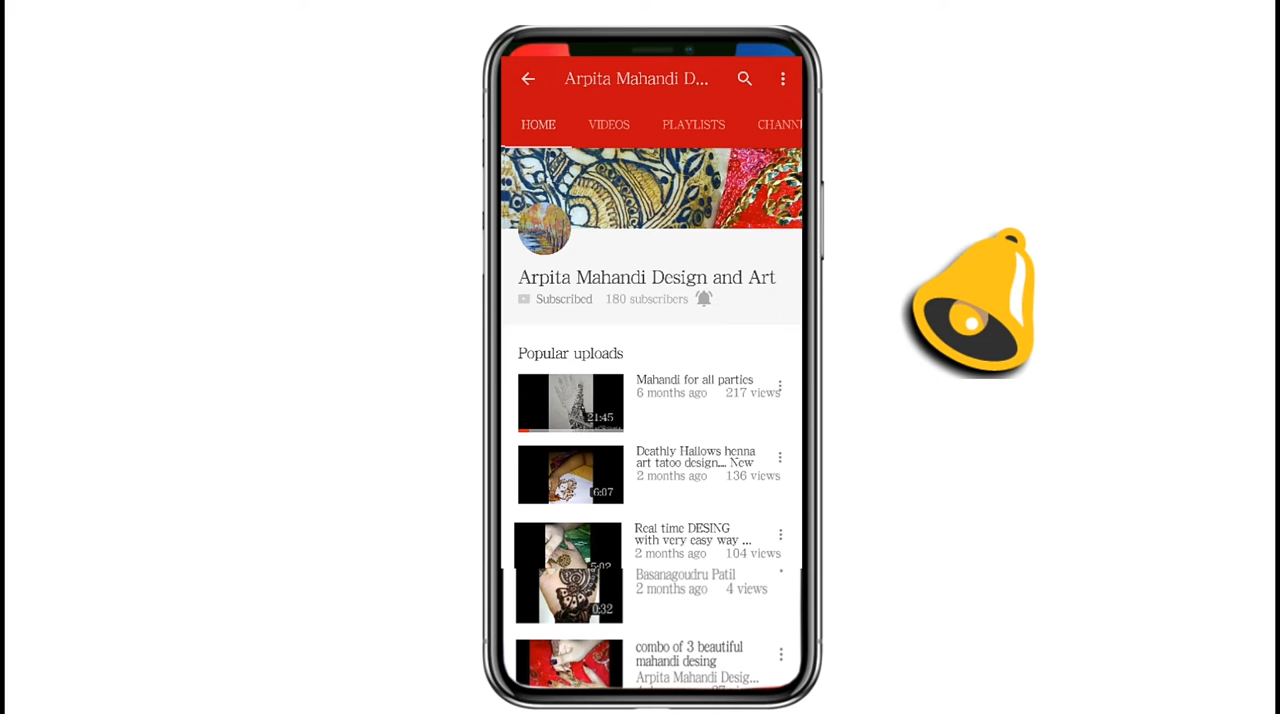 Arpita Mahandi D...
HOME VIDEOS PLAYLISTS CHANN
Arpita Mahandi Design and Art
Subscribed 180 subscribers
Popular uploads
Mahandi for all parties
6 months ago 217 views
21:45
Deathly Hallows henna
art tatoo design.... New
2 months ago 136 views
6:07
Real time DESING
with very easy way ...
2 months ago 104 views
5:02
Basanagoudru Patil
2 months ago 4 views
0:32
combo of 3 beautiful
mahandi desing
Arpita Mahandi Desig...